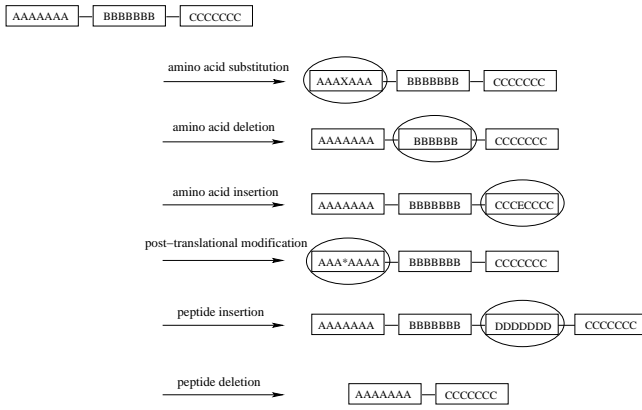 AAAAAAA BBBBBBB CCCCCCC
amino acid substitution
AAAXAAA BBBBBBB CCCCCCC
amino acid deletion
AAAAAAA BBBBBB CCCCCCC
amino acid insertion
AAAAAAA BBBBBBB CCCECCCC
post-translational modification
AAA*AAAA BBBBBBB CCCCCCC
peptide insertion
AAAAAAA BBBBBBB DDDDDDD CCCCCCC
peptide deletion
AAAAAAA CCCCCCC